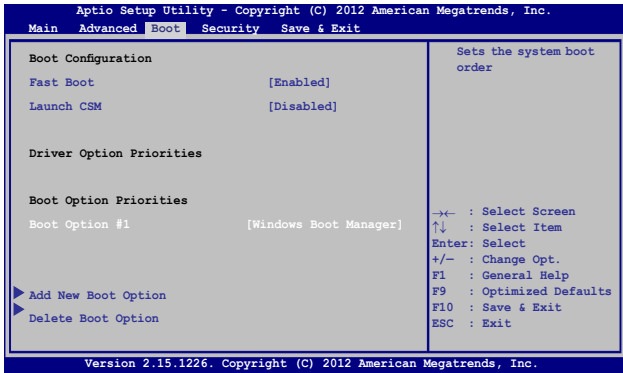 Aptio Setup Utility - Copyright (C) 2012 American Megatrends, Inc.
Main Advanced Boot Security Save & Exit
Boot Configuration
Fast Boot [Enabled]
Launch CSM [Disabled]
Driver Option Priorities
Boot Option Priorities
Boot Option #1 [Windows Boot Manager]
Add New Boot Option
Delete Boot Option
Sets the system boot
order
→← : Select Screen
↑↓ : Select Item
Enter: Select
+/— : Change Opt.
F1 : General Help
F9 : Optimized Defaults
F10 : Save & Exit
ESC : Exit
Version 2.15.1226. Copyright (C) 2012 American Megatrends, Inc.